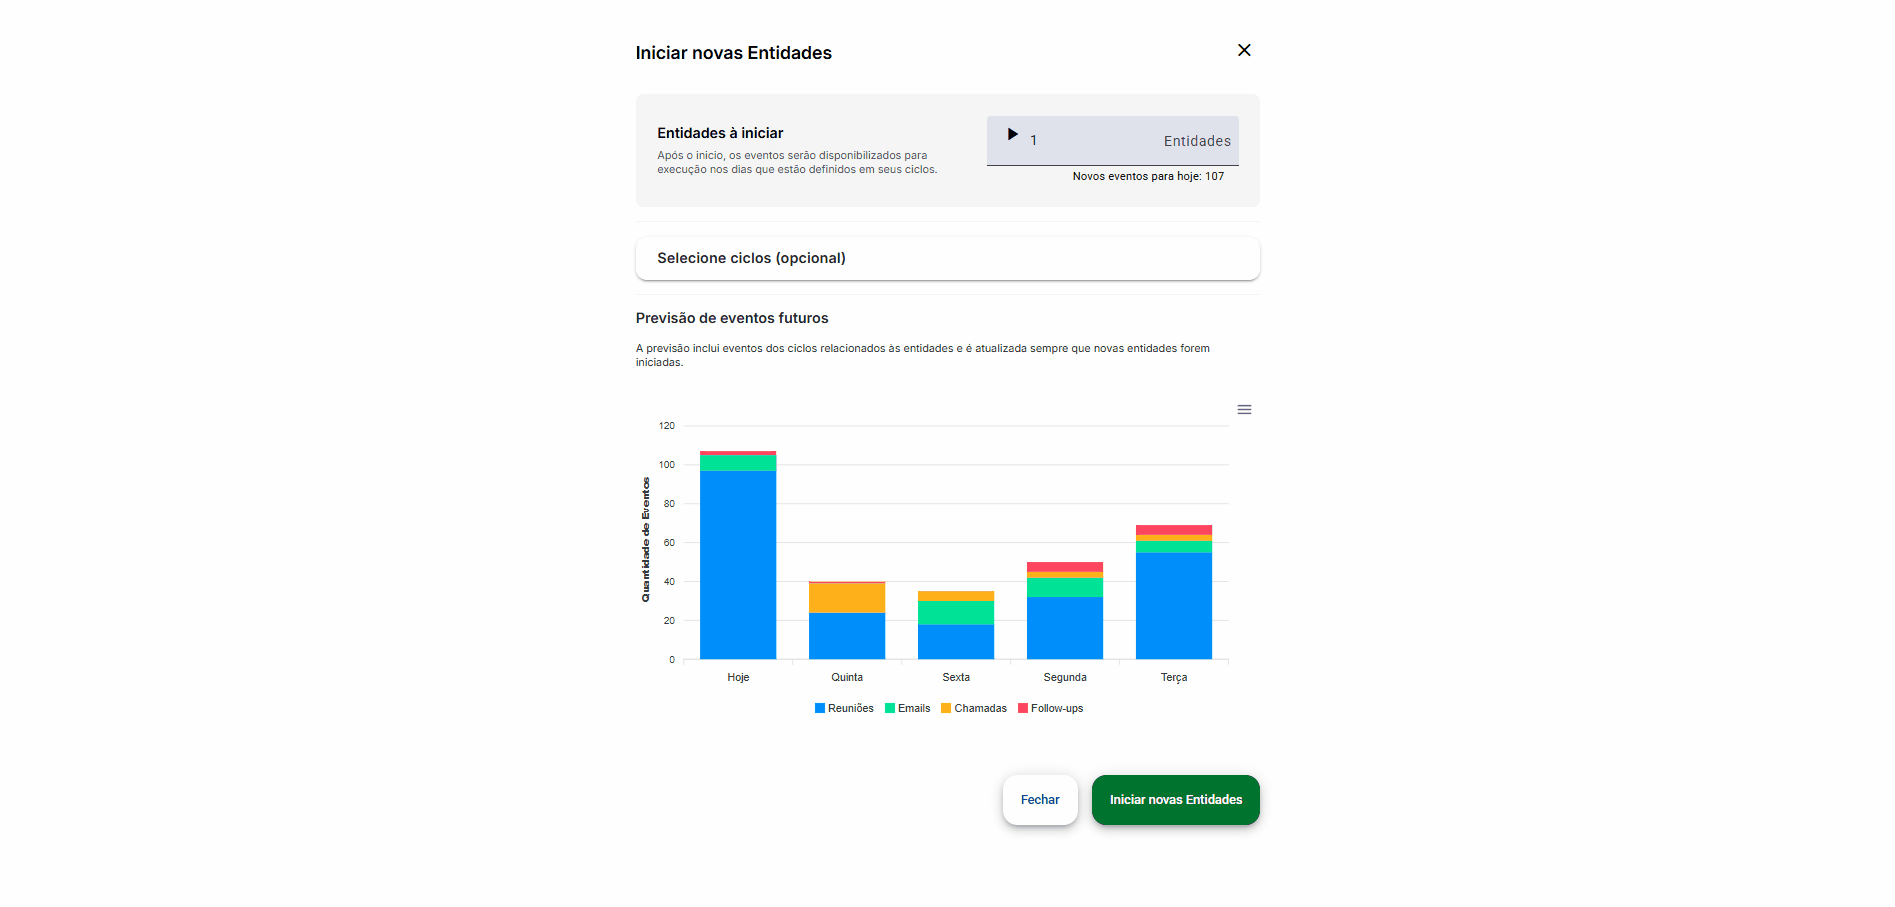 Iniciar novas Entidades
Entidades à iniciar
Após o inicio, os eventos serão disponibilizados para
execução nos dias que estão definidos em seus ciclos.
1 Entidades
Novos eventos para hoje: 107
Selecione ciclos (opcional)
Previsão de eventos futuros
A previsão inclui eventos dos ciclos relacionados às entidades e é atualizada sempre que novas entidades forem
iniciadas.
Quantidade de Eventos
120
100
80
60
40
20
0
Hoje Quinta Sexta Segunda Terça
Reuniões Emails Chamadas Follow-ups
Fechar Iniciar novas Entidades